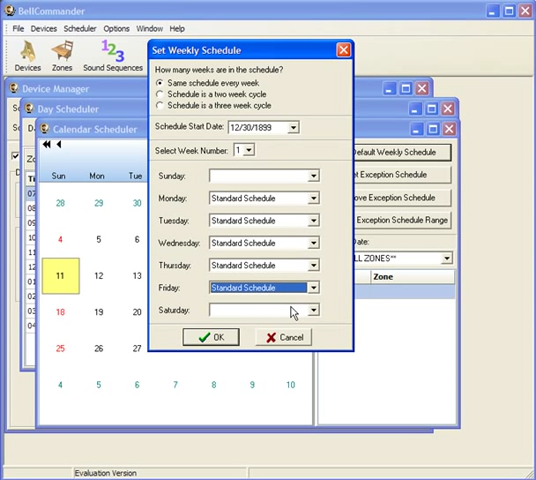 BellCommander
File Devices Scheduler Options Window Help
Devices Zones Sound Sequences
Device Manager
Day Scheduler
Calendar Scheduler
Set Weekly Schedule
How many weeks are in the schedule?
Same schedule every week
Schedule is a two week cycle
Schedule is a three week cycle
Schedule Start Date: 12/30/1899
Select Week Number: 1
Sunday:
Monday: Standard Schedule
Tuesday: Standard Schedule
Wednesday: Standard Schedule
Thursday: Standard Schedule
Friday: Standard Schedule
Saturday:
OK Cancel
Sun Mon Tue
28 29 30
4 5 6
11 12 13
18 19 20
25 26 27
4 5 6 7 8 9 10
Default Weekly Schedule
Exception Schedule
Exception Schedule
Exception Schedule Range
Date:
ZONES**
Zone
Evaluation Version